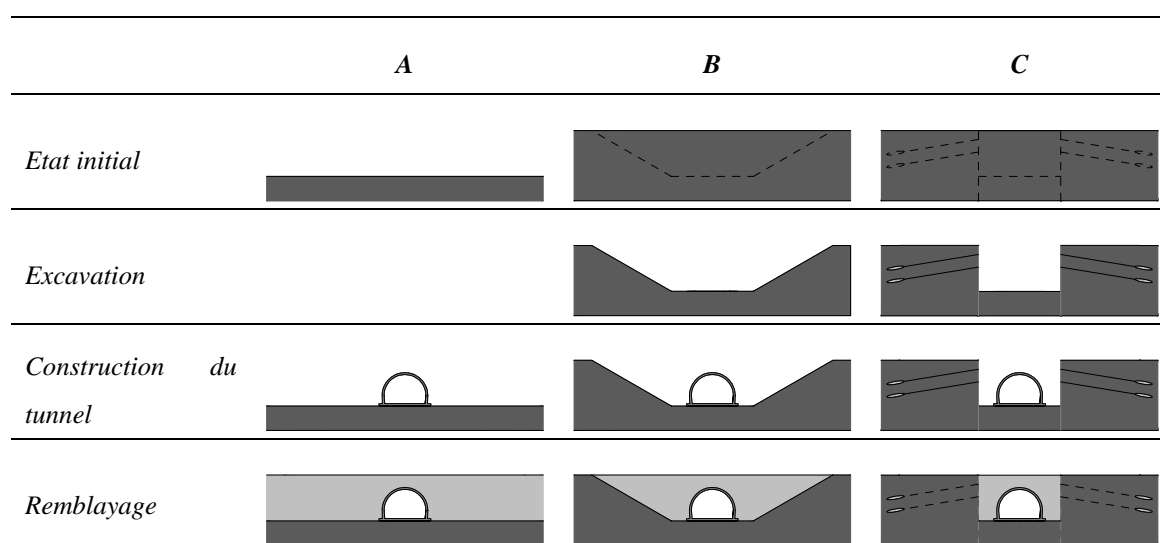 A B C
Etat initial
Excavation
Construction du
tunnel
Remblayage